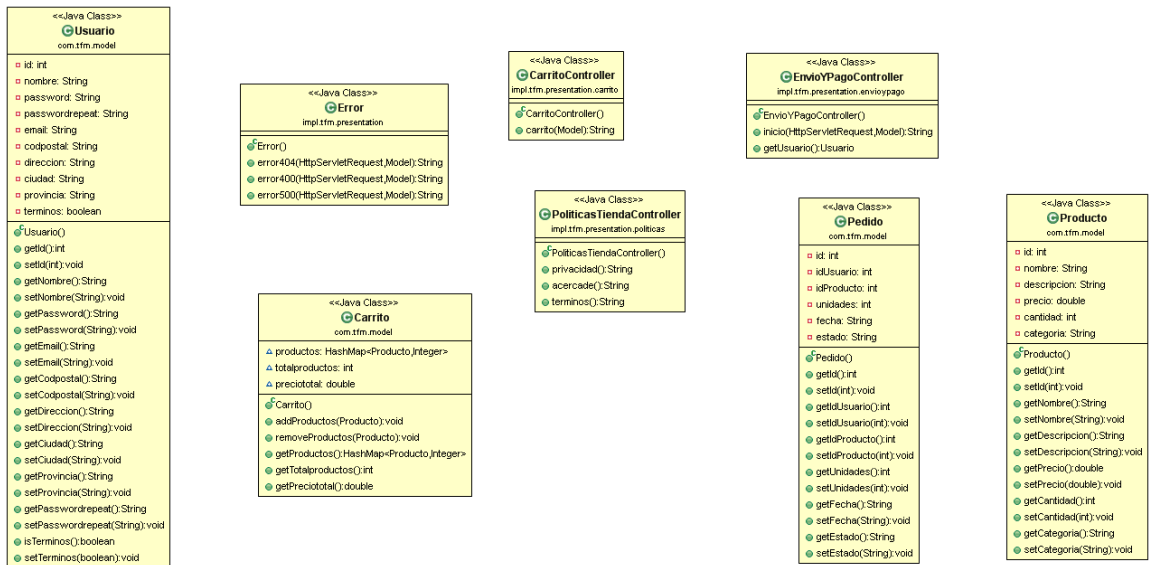 <<Java Class>>
Usuario
com.tfm.model
id: int
nombre: String
password: String
passwordrepeat: String
email: String
codpostal: String
direccion: String
ciudad: String
provincia: String
terminos: boolean
Usuario()
getId():int
setId(int):void
getNombre():String
setNombre(String):void
getPassword():String
setPassword(String):void
getEmail():String
setEmail(String):void
getCodpostal():String
setCodpostal(String):void
getDireccion():String
setDireccion(String):void
getCiudad():String
setCiudad(String):void
getProvincia():String
setProvincia(String):void
getPasswordrepeat():String
setPasswordrepeat(String):void
isTerminos():boolean
setTerminos(boolean):void
<<Java Class>>
Error
impl.tfm.presentation
Error()
error404(HttpServletRequest,Model):String
error400(HttpServletRequest,Model):String
error500(HttpServletRequest,Model):String
<<Java Class>>
Carrito
com.tfm.model
productos: HashMap<Producto,Integer>
totalproductos: int
preciototal: double
Carrito()
addProductos(Producto):void
removeProductos(Producto):void
getProductos():HashMap<Producto,Integer>
getTotalproductos():int
getPreciototal():double
<<Java Class>>
CarritoController
impl.tfm.presentation.carrito
CarritoController()
carrito(Model):String
<<Java Class>>
PoliticasTiendaController
impl.tfm.presentation.politicas
PoliticasTiendaController()
privacidad():String
acercade():String
terminos():String
<<Java Class>>
EnvioYPagoController
impl.tfm.presentation.envioypago
EnvioYPagoController()
inicio(HttpServletRequest,Model):String
getUsuario():Usuario
<<Java Class>>
Pedido
com.tfm.model
id: int
idUsuario: int
idProducto: int
unidades: int
fecha: String
estado: String
Pedido()
getId():int
setId(int):void
getIdUsuario():int
setIdUsuario(int):void
getIdProducto():int
setIdProducto(int):void
getUnidades():int
setUnidades(int):void
getFecha():String
setFecha(String):void
getEstado():String
setEstado(String):void
<<Java Class>>
Producto
com.tfm.model
id: int
nombre: String
descripcion: String
precio: double
cantidad: int
categoria: String
Producto()
getId():int
setId(int):void
getNombre():String
setNombre(String):void
getDescripcion():String
setDescripcion(String):void
getPrecio():double
setPrecio(double):void
getCantidad():int
setCantidad(int):void
getCategoria():String
setCategoria(String):void